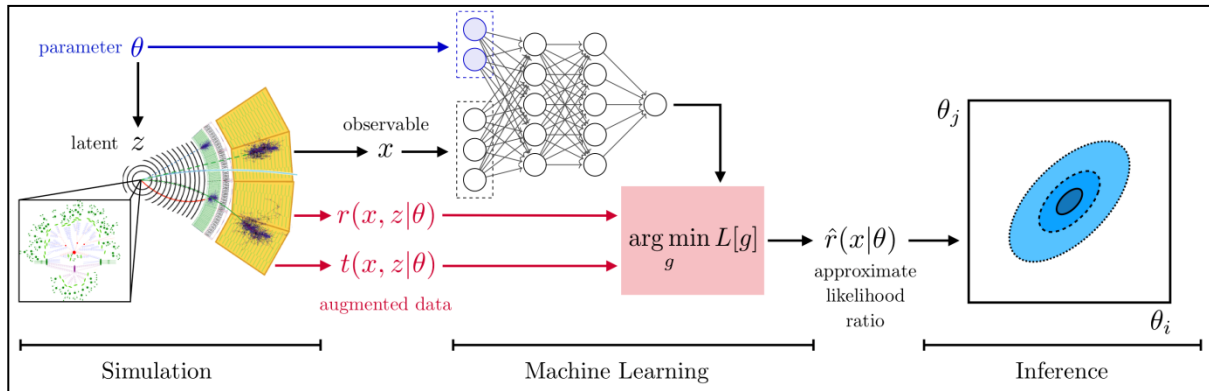 parameter θ
latent z
observable
x
r(x, z|θ)
t(x, z|θ)
augmented data
arg min L[g]
g
r̂(x|θ)
approximate
likelihood
ratio
θj
θi
Simulation
Machine Learning
Inference